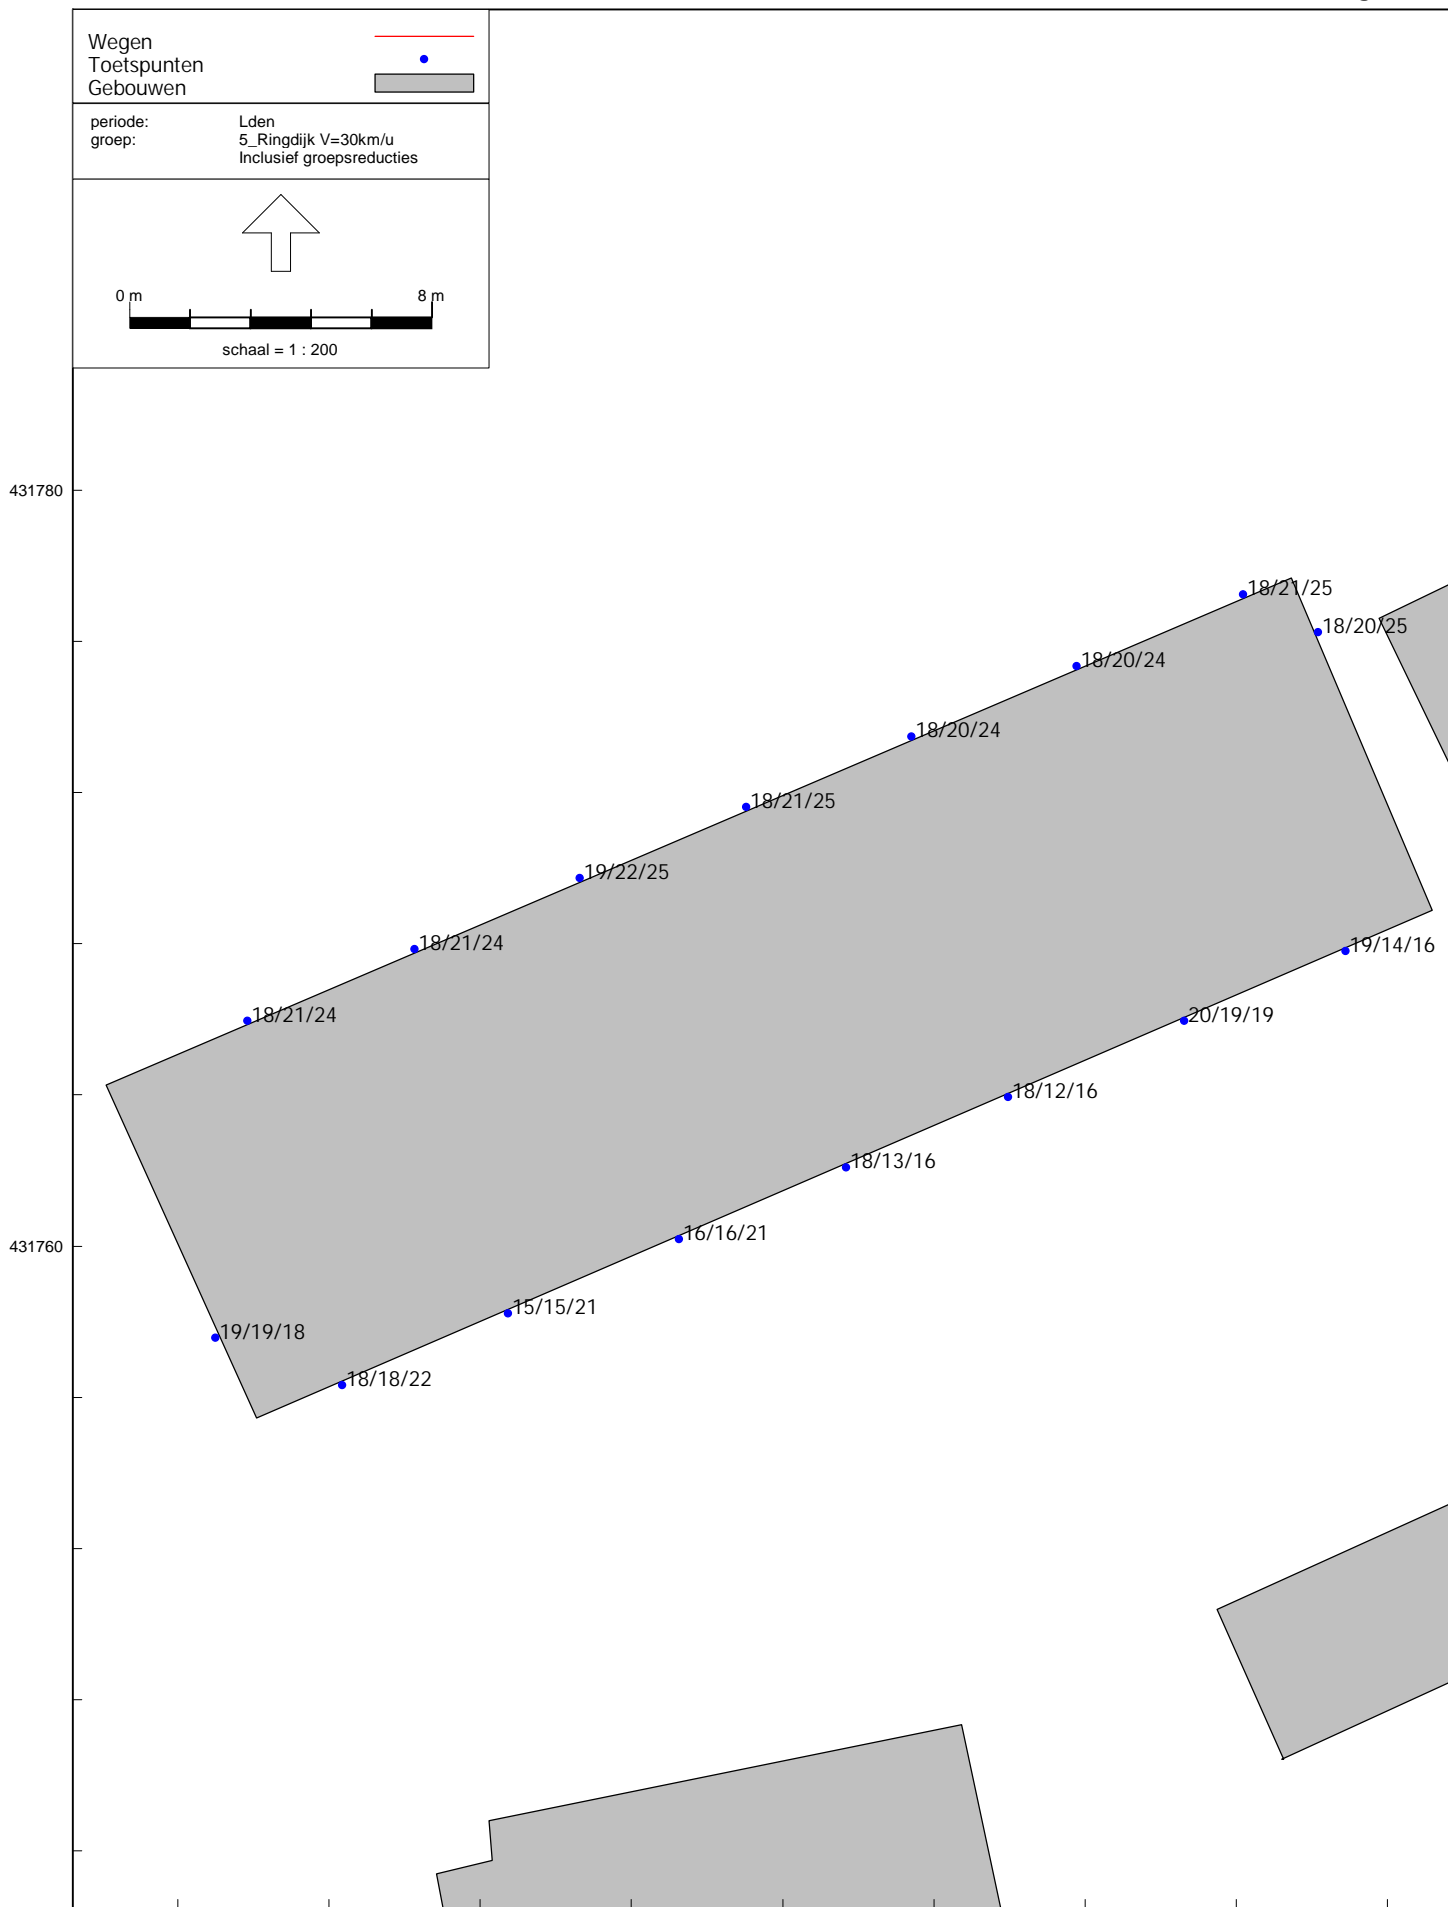 Wegen
Toetspunten
Gebouwen
periode: Lden
groep: 5_Ringdijk V=30km/u
Inclusief groepsreducties
0 m 8 m
schaal = 1 : 200
431780
18/21/25
18/20/25
18/20/24
18/20/24
18/21/25
19/22/25
18/21/24
19/14/16
18/21/24
20/19/19
18/12/16
18/13/16
16/16/21
431760
15/15/21
19/19/18
18/18/22